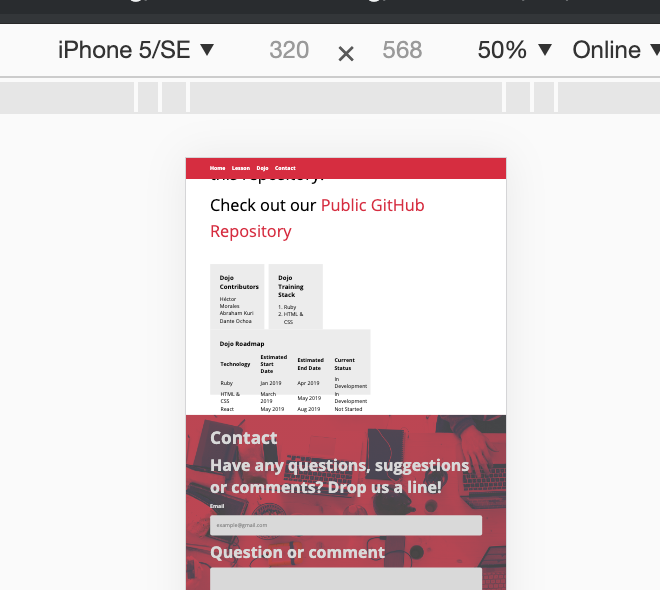 iPhone 5/SE ▼ 320 × 568 50% ▼ Online ▼
Home Lesson Dojo Contact
this repository.
Check out our Public GitHub
Repository
Dojo
Contributors
Héctor
Morales
Abraham Kuri
Dante Ochoa
Dojo
Training
Stack
1. Ruby
2. HTML &
CSS
Dojo Roadmap
Technology Estimated Start Date Estimated End Date Current Status
Ruby Jan 2019 Apr 2019 In Development
HTML & CSS March 2019 May 2019 In Development
React May 2019 Aug 2019 Not Started
Contact
Have any questions, suggestions
or comments? Drop us a line!
Email
example@gmail.com
Question or comment